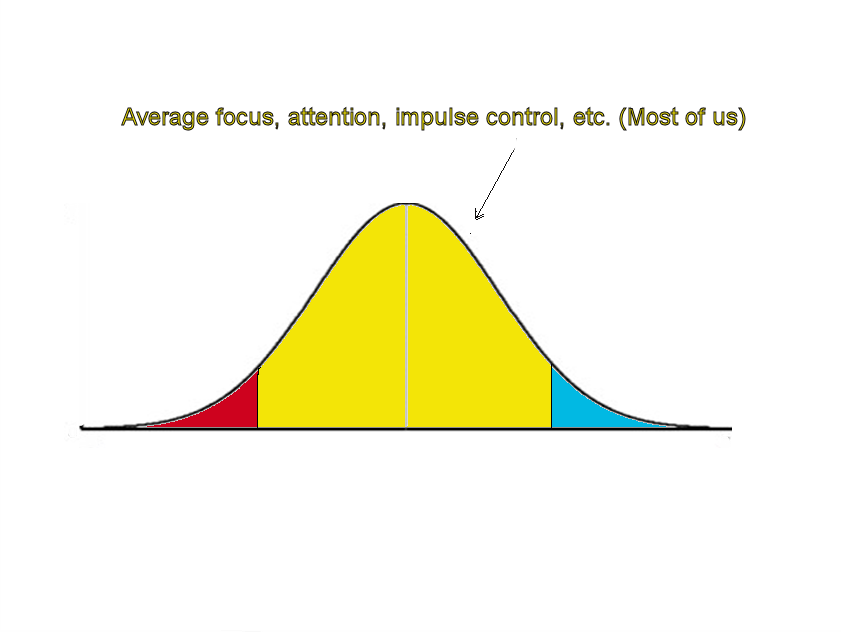 Average focus, attention, impulse control, etc. (Most of us)